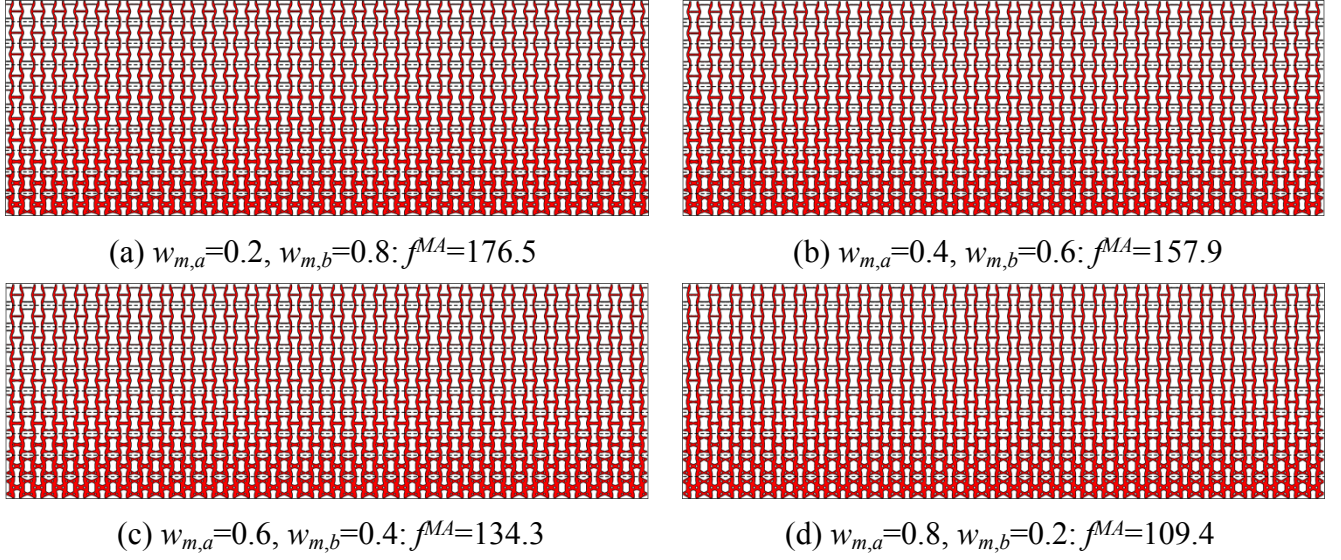 (a) w_{m,a}=0.2, w_{m,b}=0.8: f^{MA}=176.5
(b) w_{m,a}=0.4, w_{m,b}=0.6: f^{MA}=157.9
(c) w_{m,a}=0.6, w_{m,b}=0.4: f^{MA}=134.3
(d) w_{m,a}=0.8, w_{m,b}=0.2: f^{MA}=109.4